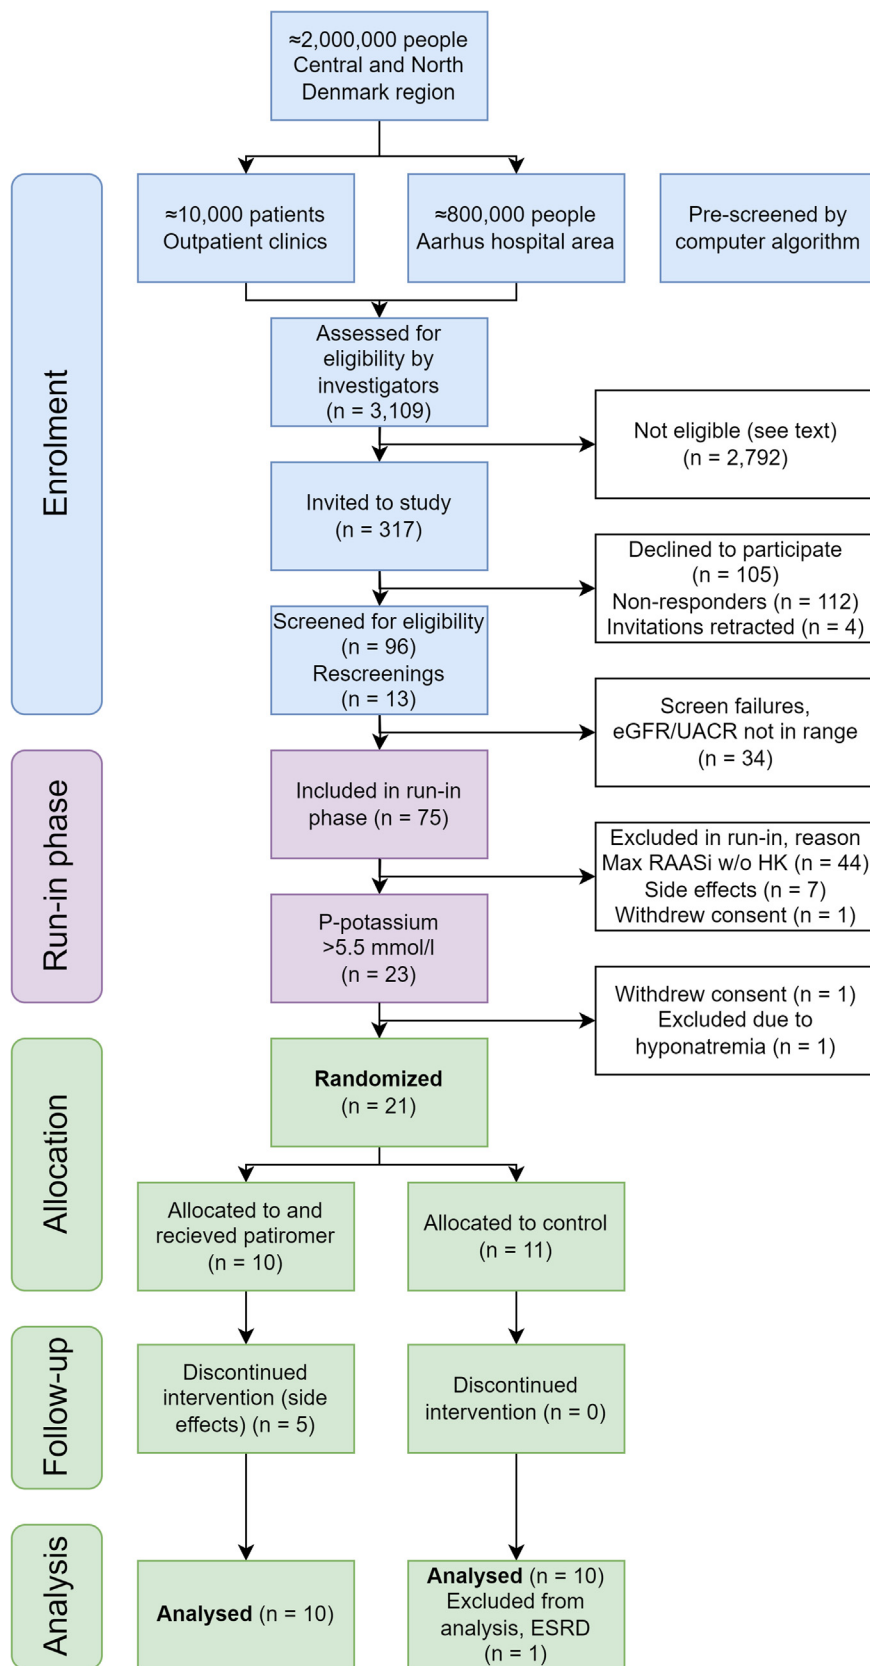 ≈2,000,000 people
Central and North
Denmark region
Enrolment
≈10,000 patients
Outpatient clinics
≈800,000 people
Aarhus hospital area
Pre-screened by
computer algorithm
Assessed for
eligibility by
investigators
(n = 3,109)
Not eligible (see text)
(n = 2,792)
Invited to study
(n = 317)
Declined to participate
(n = 105)
Non-responders (n = 112)
Invitations retracted (n = 4)
Screened for eligibility
(n = 96)
Rescreenings
(n = 13)
Screen failures,
eGFR/UACR not in range
(n = 34)
Run-in phase
Included in run-in
phase (n = 75)
Excluded in run-in, reason
Max RAASi w/o HK (n = 44)
Side effects (n = 7)
Withdrew consent (n = 1)
P-potassium
>5.5 mmol/l
(n = 23)
Withdrew consent (n = 1)
Excluded due to
hyponatremia (n = 1)
Allocation
Randomized
(n = 21)
Allocated to and
recieved patiromer
(n = 10)
Allocated to control
(n = 11)
Follow-up
Discontinued
intervention (side
effects) (n = 5)
Discontinued
intervention (n = 0)
Analysis
Analysed (n = 10)
Analysed (n = 10)
Excluded from
analysis, ESRD
(n = 1)